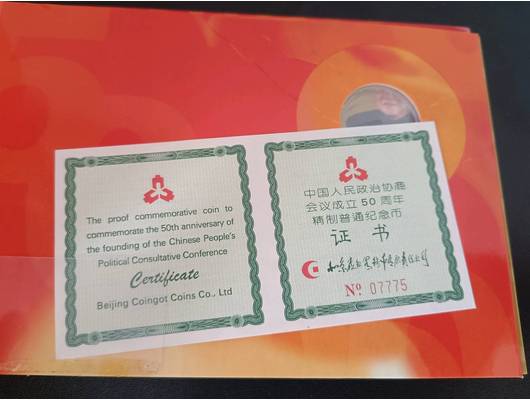 The proof commemorative coin to
commemorate the 50th anniversary of
the founding of the Chinese People's
Political Consultative Conference
Certificate
Beijing Coingot Coins Co., Ltd
中国人民政治协商
会议成立50周年
精制普通纪念币
证 书
Nº 07775